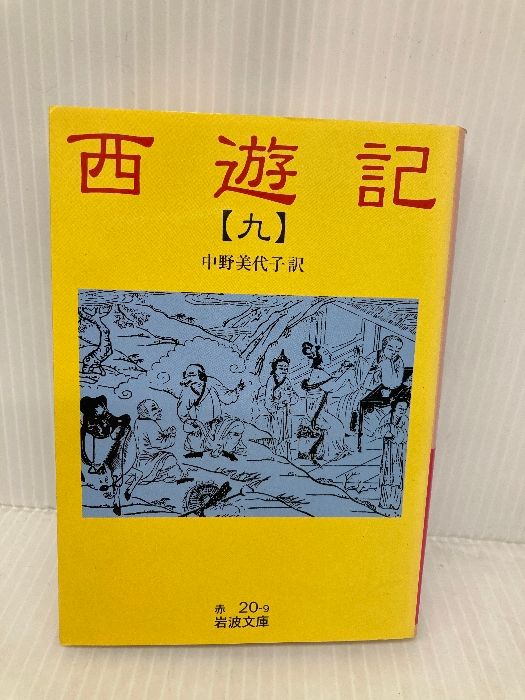 西遊記
【九】
中野美代子訳
赤 20-9
岩波文庫